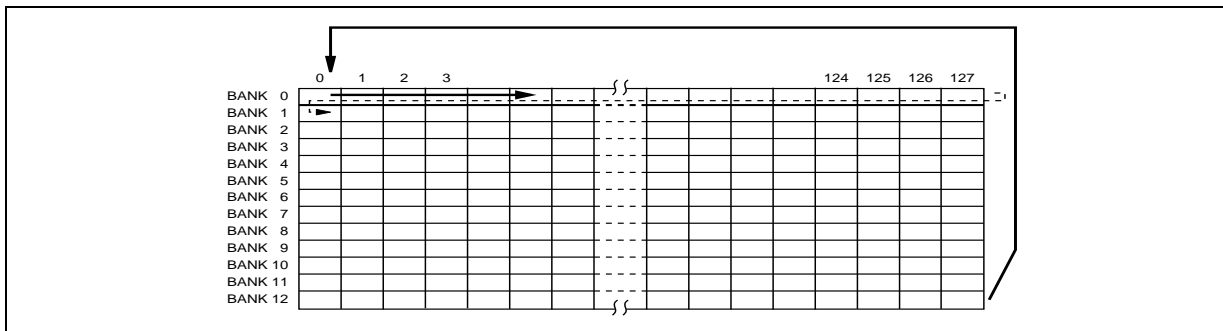 0 1 2 3 124 125 126 127
BANK 0
BANK 1
BANK 2
BANK 3
BANK 4
BANK 5
BANK 6
BANK 7
BANK 8
BANK 9
BANK 10
BANK 11
BANK 12